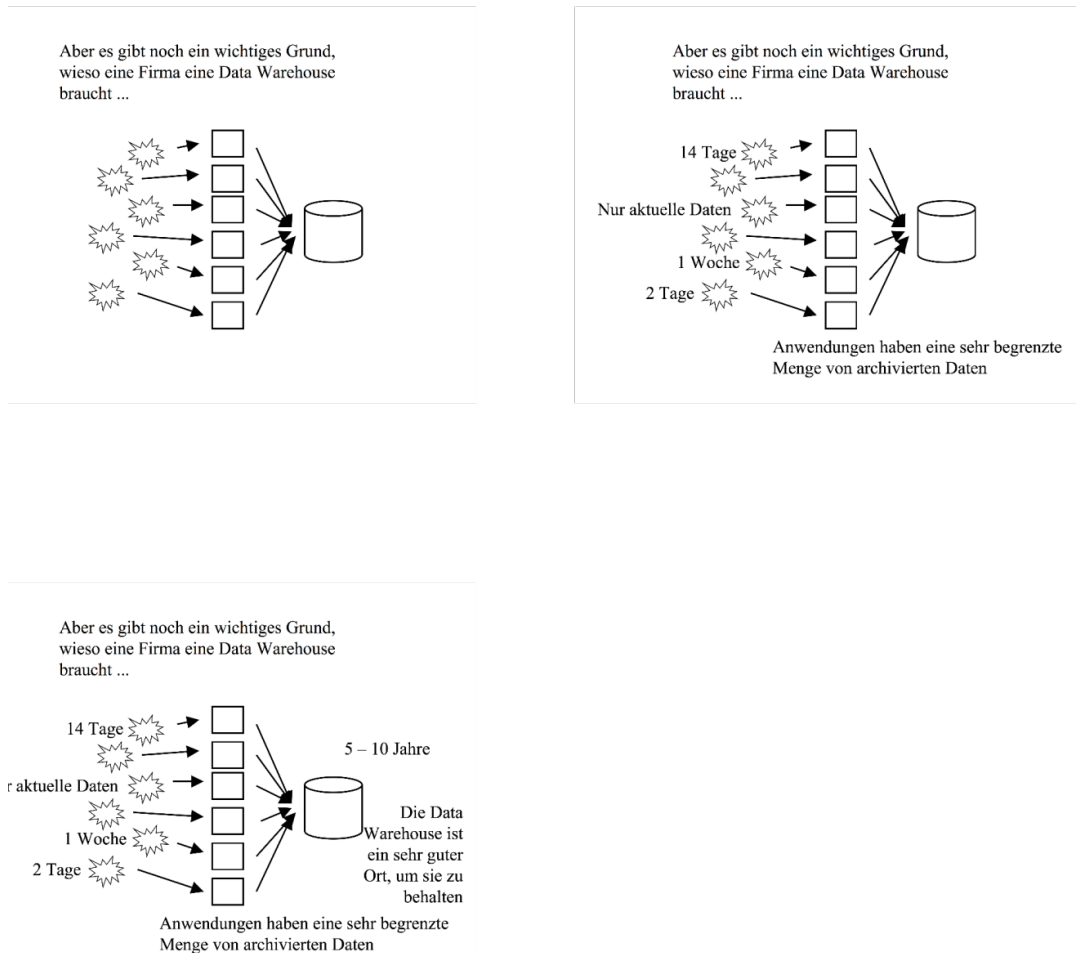 Aber es gibt noch ein wichtiges Grund,
wieso eine Firma eine Data Warehouse
braucht ...
Aber es gibt noch ein wichtiges Grund,
wieso eine Firma eine Data Warehouse
braucht ...
14 Tage
Nur aktuelle Daten
1 Woche
2 Tage
Anwendungen haben eine sehr begrenzte
Menge von archivierten Daten
Aber es gibt noch ein wichtiges Grund,
wieso eine Firma eine Data Warehouse
braucht ...
14 Tage
r aktuelle Daten
1 Woche
2 Tage
5 – 10 Jahre
Die Data
Warehouse ist
ein sehr guter
Ort, um sie zu
behalten
Anwendungen haben eine sehr begrenzte
Menge von archivierten Daten